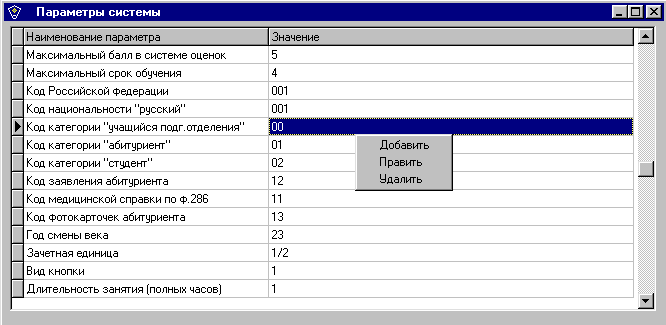 Параметры системы
Наименование параметра Значение
Максимальный балл в системе оценок 5
Максимальный срок обучения 4
Код Российской Федерации 001
Код национальности "русский" 001
Код категории "учащийся подг.отделения" 00
Код категории "абитуриент" 01
Код категории "студент" 02
Код заявления абитуриента 12
Код медицинской справки по ф.286 11
Код фотокарточек абитуриента 13
Год смены века 23
Зачетная единица 1/2
Вид кнопки 1
Длительность занятия (полных часов) 1
Добавить
Править
Удалить